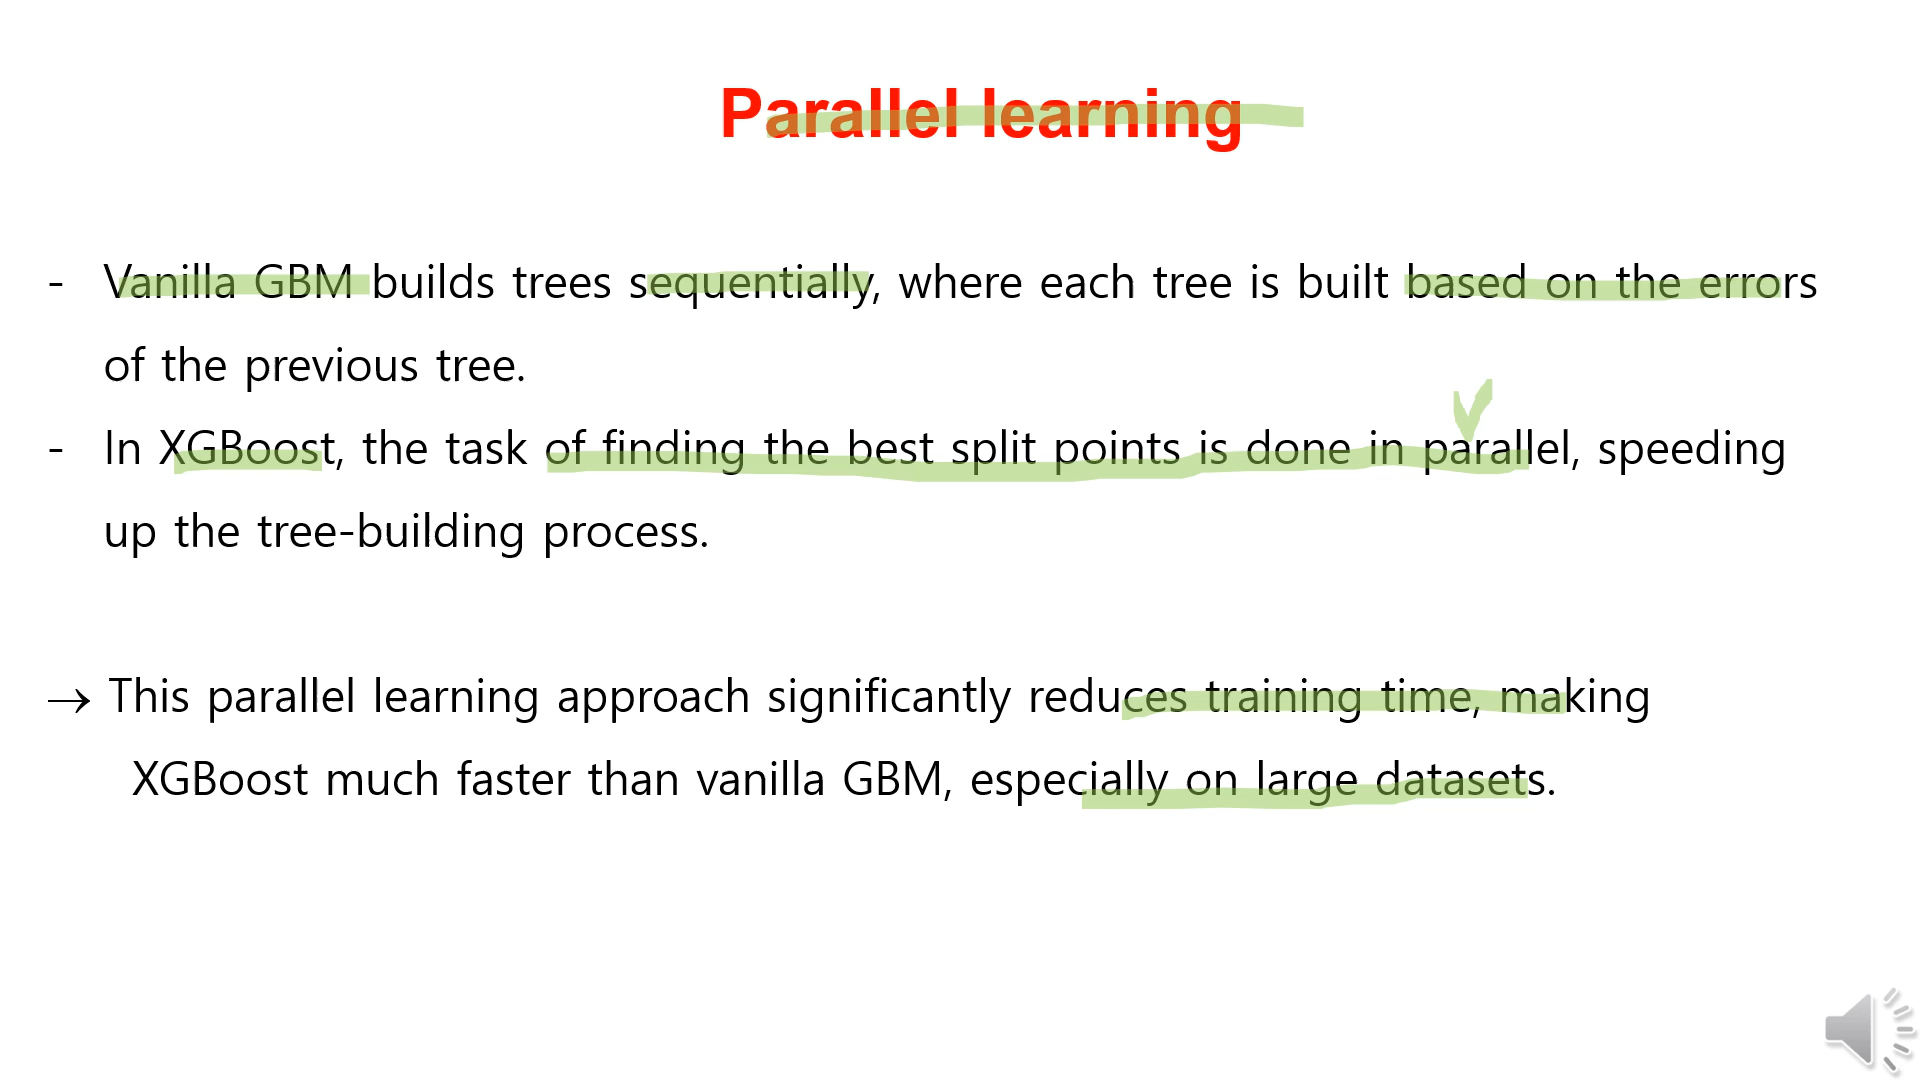 Parallel learning
- Vanilla GBM builds trees sequentially, where each tree is built based on the errors
of the previous tree.
- In XGBoost, the task of finding the best split points is done in parallel, speeding
up the tree-building process.
→ This parallel learning approach significantly reduces training time, making
XGBoost much faster than vanilla GBM, especially on large datasets.